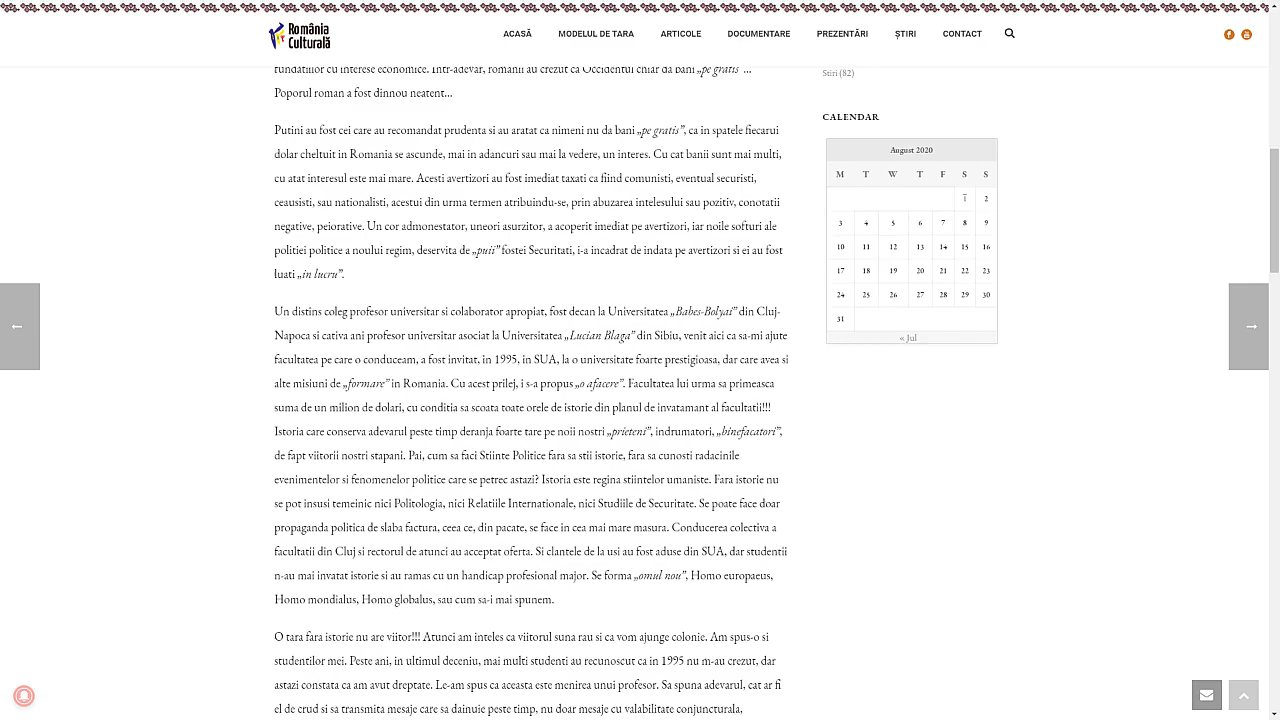 România
Culturală
ACASĂ
MODELUL DE TARA
ARTICOLE
DOCUMENTARE
PREZENTĂRI
ȘTIRI
CONTACT
fundatiilor cu interese economice. Intr-adevar, romanii au crezut ca Occidentul chiar da bani „pe gratis”…
Poporul roman a fost dinnou neatent…
Putini au fost cei care au recomandat prudenta si au aratat ca nimeni nu da bani „pe gratis”, ca in spatele fiecarui
dolar cheltuit in Romania se ascunde, mai in adancuri sau mai la vedere, un interes. Cu cat banii sunt mai multi,
cu atat interesul este mai mare. Acesti avertizori au fost imediat taxati ca fiind comunisti, eventual securisti,
ceausisti, sau nationalisti, acestui din urma termen atribuindu-se, prin abuzarea intelesului sau pozitiv, conotatii
negative, peiorative. Un cor admonestator, uneori asurzitor, a acoperit imediat pe avertizori, iar noile softuri ale
politiei politice a noului regim, deservita de „puii” fostei Securitati, i-a incadrat de indata pe avertizori si ei au fost
luati „in lucru”.
Un distins coleg profesor universitar si colaborator apropiat, fost decan la Universitatea „Babes-Bolyai” din Cluj-
Napoca si cativa ani profesor universitar asociat la Universitatea „Lucian Blaga” din Sibiu, venit aici ca sa-mi ajute
facultatea pe care o conduceam, a fost invitat, in 1995, in SUA, la o universitate foarte prestigioasa, dar care avea si
alte misiuni de „formare” in Romania. Cu acest prilej, i s-a propus „o afacere”. Facultatea lui urma sa primeasca
suma de un milion de dolari, cu conditia sa scoata toate orele de istorie din planul de invatamant al facultatii!!!
Istoria care conserva adevarul peste timp deranja foarte tare pe noii nostri „prieteni”, indrumatori, „binefacatori”,
de fapt viitorii nostri stapani. Pai, cum sa faci Stiinte Politice fara sa stii istorie, fara sa cunosti radacinile
evenimentelor si fenomenelor politice care se petrec astazi? Istoria este regina stiintelor umaniste. Fara istorie nu
se pot insusi temeinic nici Politologia, nici Relatiile Internationale, nici Studiile de Securitate. Se poate face doar
propaganda politica de slaba factura, ceea ce, din pacate, se face in cea mai mare masura. Conducerea colectiva a
facultatii din Cluj si rectorul de atunci au acceptat oferta. Si clantele de la usi au fost aduse din SUA, dar studentii
n-au mai invatat istorie si au ramas cu un handicap profesional major. Se forma „omul nou”, Homo europaeus,
Homo mondialus, Homo globalus, sau cum sa-i mai spunem.
O tara fara istorie nu are viitor!!! Atunci am inteles ca viitorul suna rau si ca vom ajunge colonie. Am spus-o si
studentilor mei. Peste ani, in ultimul deceniu, mai multi studenti au recunoscut ca in 1995 nu m-au crezut, dar
astazi constata ca am avut dreptate. Le-am spus ca aceasta este menirea unui profesor. Sa spuna adevarul, cat ar fi
el de crud si sa transmita mesaje care sa dainuie peste timp, nu doar mesaje cu valabilitate conjuncturala,
Stiri (82)
CALENDAR
August 2020
M T W T F S S
1 2
3 4 5 6 7 8 9
10 11 12 13 14 15 16
17 18 19 20 21 22 23
24 25 26 27 28 29 30
31
« Jul